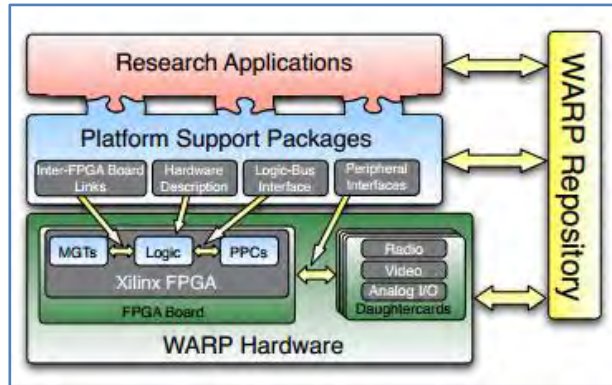 Research Applications
Platform Support Packages
Inter-FPGA Board
Links
Hardware
Description
Logic-Bus
Interface
Peripheral
Interfaces
MGTs
Logic
PPCs
Xilinx FPGA
FPGA Board
Radio
Video
Analog I/O
Daughtercards
WARP Hardware
WARP Repository